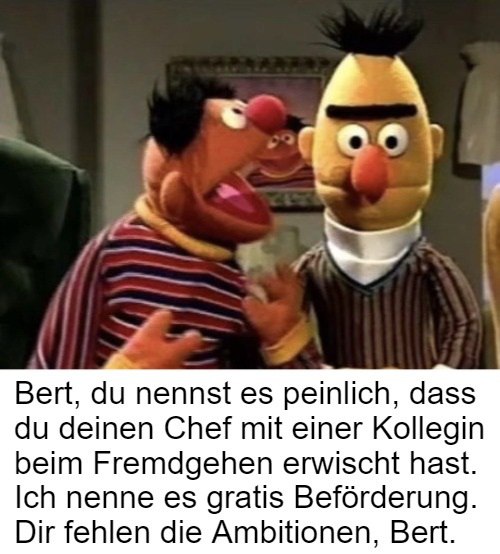 Bert, du nennst es peinlich, dass
du deinen Chef mit einer Kollegin
beim Fremdgehen erwischt hast.
Ich nenne es gratis Beförderung.
Dir fehlen die Ambitionen, Bert.